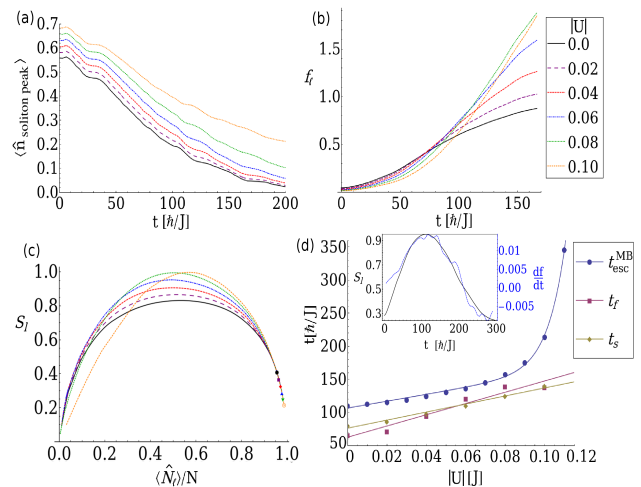 (a)
0.7
0.6
0.5
0.4
0.3
0.2
0.1
0.0
0 50 100 150 200
t [ħ/J]
⟨n̂ soliton peak⟩
(b)
1.5
1.0
0.5
0 50 100 150
t [ħ/J]
f_ℓ
|U|
0.0
0.02
0.04
0.06
0.08
0.10
(c)
1.0
0.8
0.6
0.4
0.2
0.0 0.2 0.4 0.6 0.8 1.0
⟨N̂_ℓ⟩/N
S_l
(d)
350
300
250
200
150
100
50
0 0.02 0.04 0.06 0.08 0.10 0.12
|U| [J]
t[ħ/J]
0.9
0.7
0.5
0.3
S_l
0 100 200 300
t [ħ/J]
0.01
0.005
0.00
−0.005
df/dt
t_esc^MB
t_f
t_s